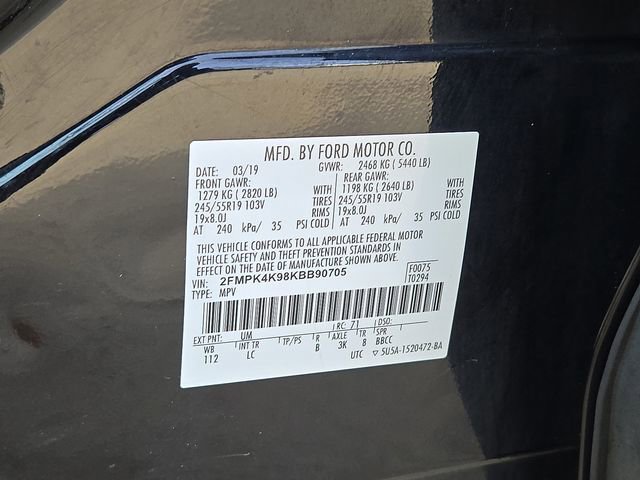 MFD. BY FORD MOTOR CO.
DATE: 03/19 GVWR: 2468 KG ( 5440 LB)
FRONT GAWR: REAR GAWR:
1279 KG ( 2820 LB) WITH 1198 KG ( 2640 LB) WITH
245/55R19 103V TIRES 245/55R19 103V TIRES
19x8.0J RIMS 19x8.0J RIMS
AT 240 kPa/ 35 PSI COLD AT 240 kPa/ 35 PSI COLD
THIS VEHICLE CONFORMS TO ALL APPLICABLE FEDERAL MOTOR
VEHICLE SAFETY AND THEFT PREVENTION STANDARDS IN
EFFECT ON THE DATE OF MANUFACTURE SHOWN ABOVE.
VIN: 2FMPK4K98KBB90705 F0075
TYPE: MPV T0294
EXT PNT: UM RC: 71 DSO:
WB INT TR TP/PS R AXLE TR SPR
112 LC B 3K 8 BBCC
UTC ▽ 5U5A-1520472-BA